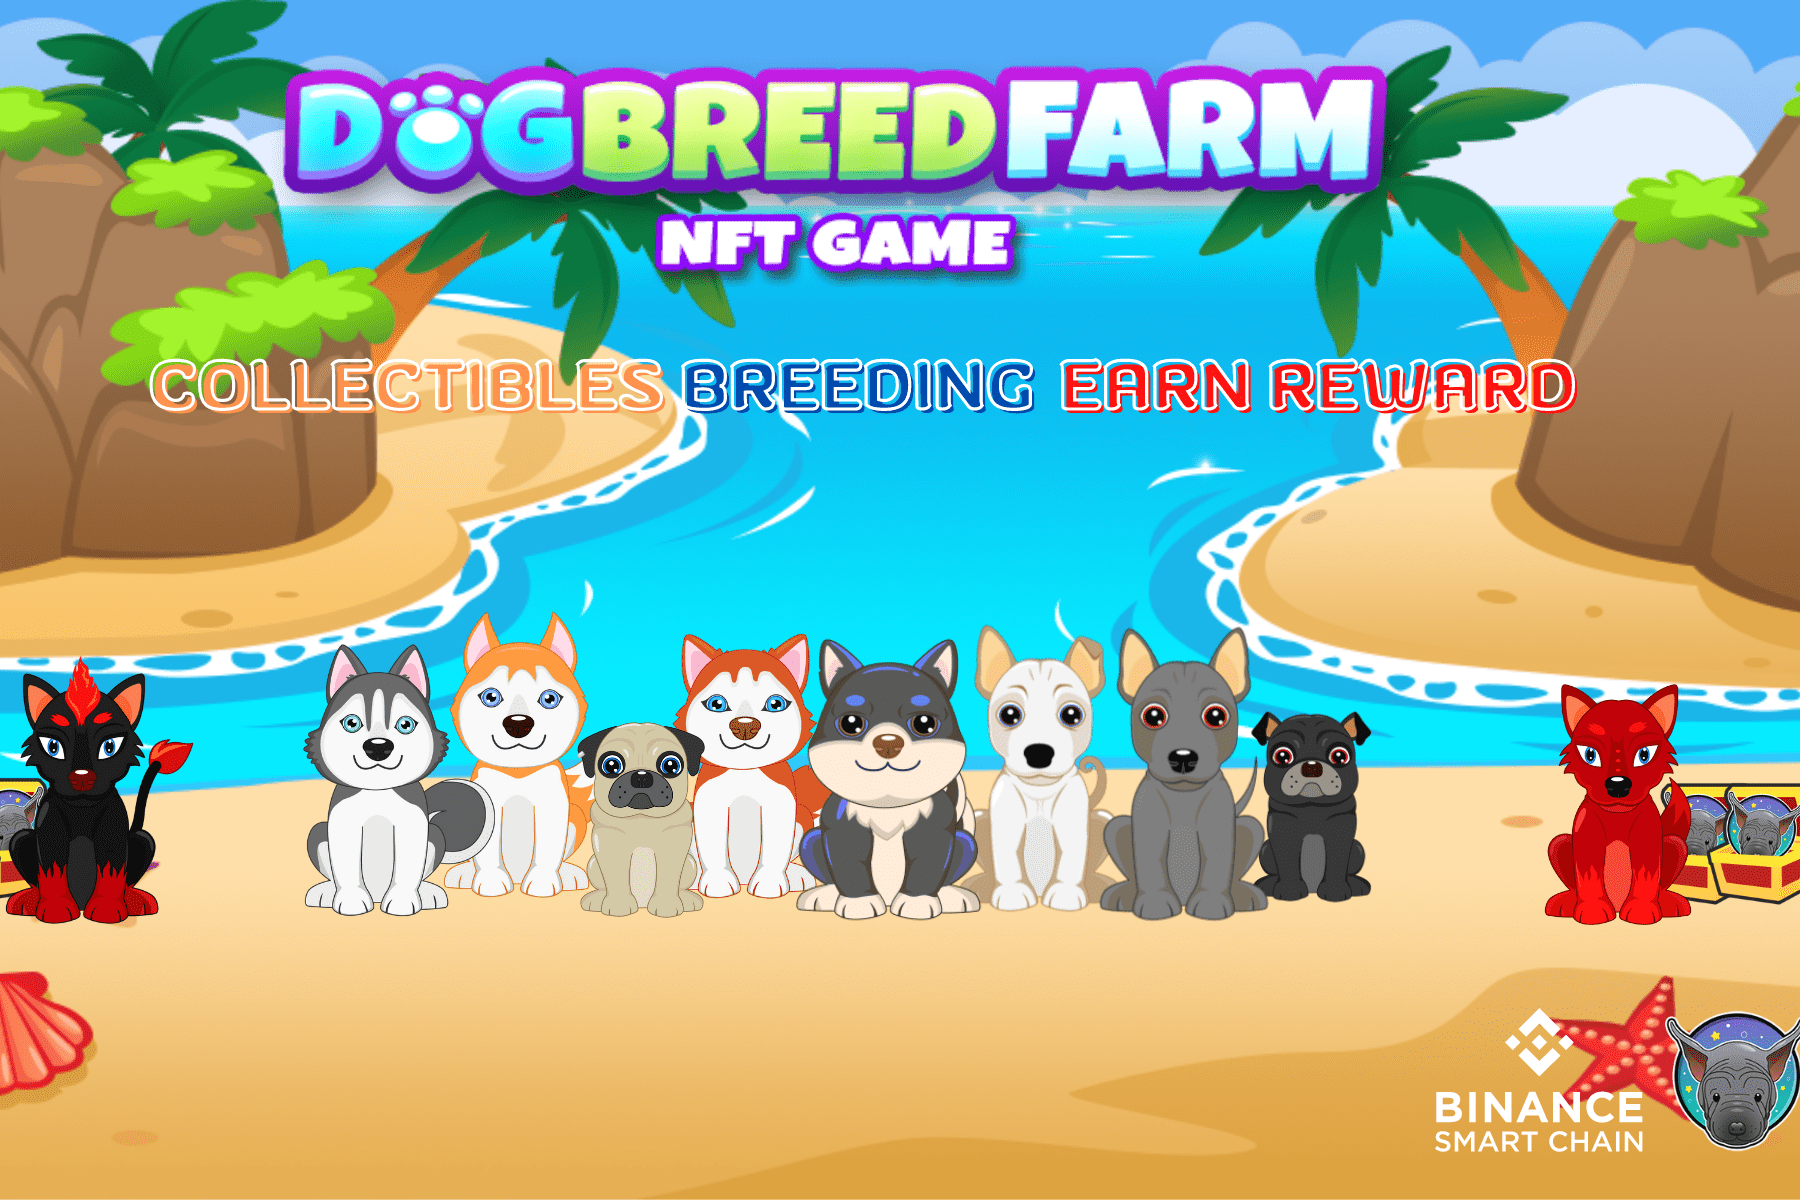 DOGBREEDFARM
NFT GAME
COLLECTIBLES BREEDING EARN REWARD
BINANCE
SMART CHAIN